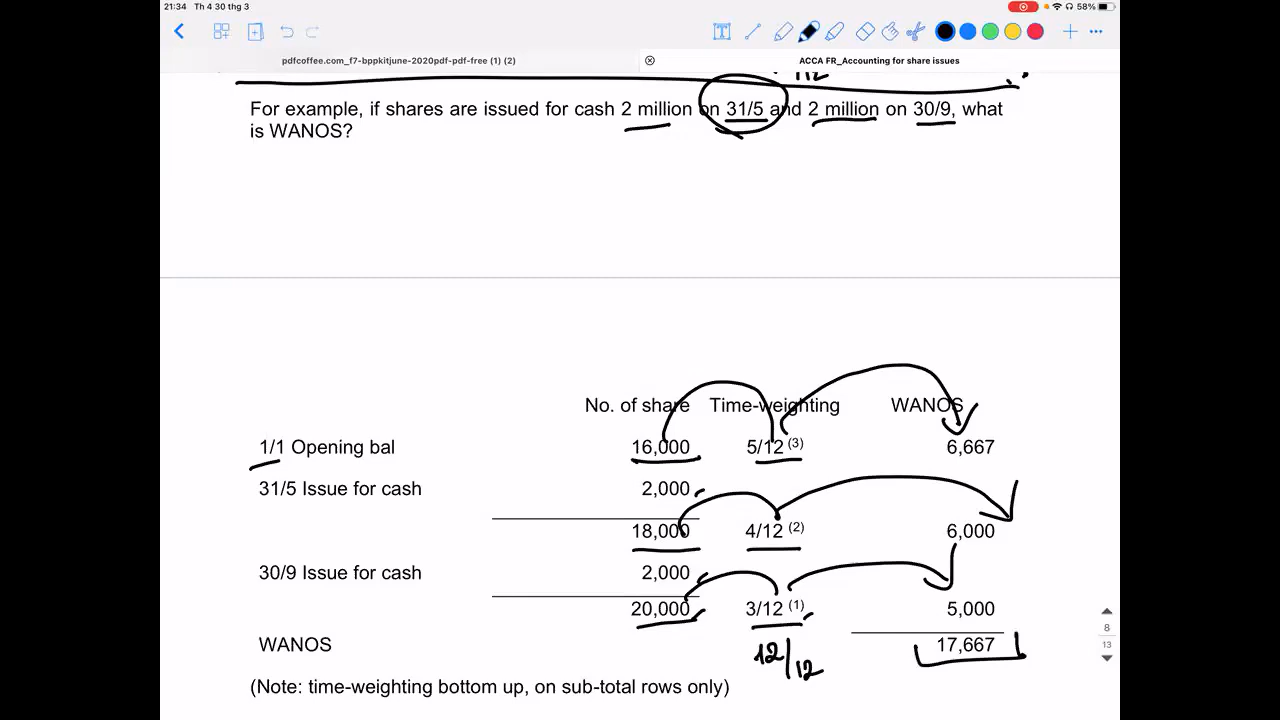 21:34 Th 4 30 thg 3
58%
T
pdfcoffee.com_f7-bppkitjune-2020pdf-pdf-free (1) (2)
ACCA FR_Accounting for share issues
For example, if shares are issued for cash 2 million on 31/5 and 2 million on 30/9, what
is WANOS?
No. of share Time-weighting WANOS
1/1 Opening bal 16,000 5/12 (3) 6,667
31/5 Issue for cash 2,000
18,000 4/12 (2) 6,000
30/9 Issue for cash 2,000
20,000 3/12 (1) 5,000
WANOS 12/12 17,667
(Note: time-weighting bottom up, on sub-total rows only)
8
13